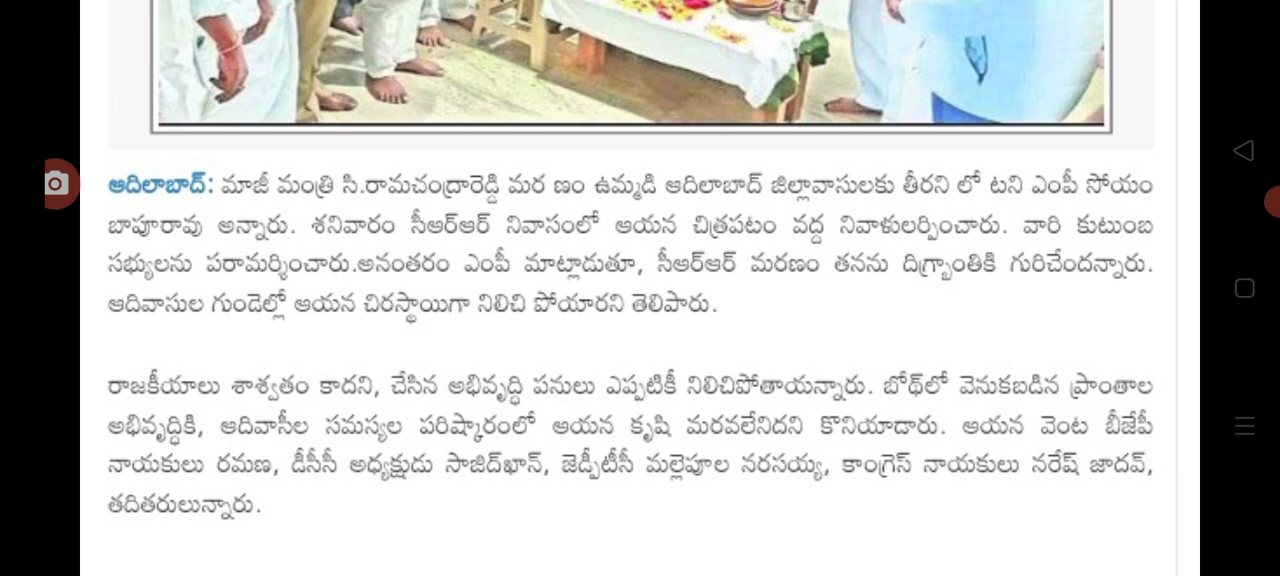 ఆదిలాబాద్: మాజీ మంత్రి సి.రామచంద్రారెడ్డి మర ణం ఉమ్మడి ఆదిలాబాద్ జిల్లావాసులకు తీరని లో టని ఎంపీ సోయం
బాపూరావు అన్నారు. శనివారం సీఆర్ఆర్ నివాసంలో ఆయన చిత్రపటం వద్ద నివాళులర్పించారు. వారి కుటుంబ
సభ్యులను పరామర్శించారు.అనంతరం ఎంపీ మాట్లాడుతూ, సీఆర్ఆర్ మరణం తనను దిగ్భ్రాంతికి గురిచేందన్నారు.
ఆదివాసుల గుండెల్లో ఆయన చిరస్థాయిగా నిలిచి పోయారని తెలిపారు.
రాజకీయాలు శాశ్వతం కాదని, చేసిన అభివృద్ధి పనులు ఎప్పటికీ నిలిచిపోతాయన్నారు. బోథ్‌లో వెనుకబడిన ప్రాంతాల
అభివృద్ధికి, ఆదివాసీల సమస్యల పరిష్కారంలో ఆయన కృషి మరవలేనిదని కొనియాడారు. ఆయన వెంట బీజేపీ
నాయకులు రమణ, డీసీసీ అధ్యక్షుడు సాజిద్‌ఖాన్, జెడ్పీటీసీ మల్లెపూల నరసయ్య, కాంగ్రెస్ నాయకులు నరేష్ జాదవ్,
తదితరులున్నారు.